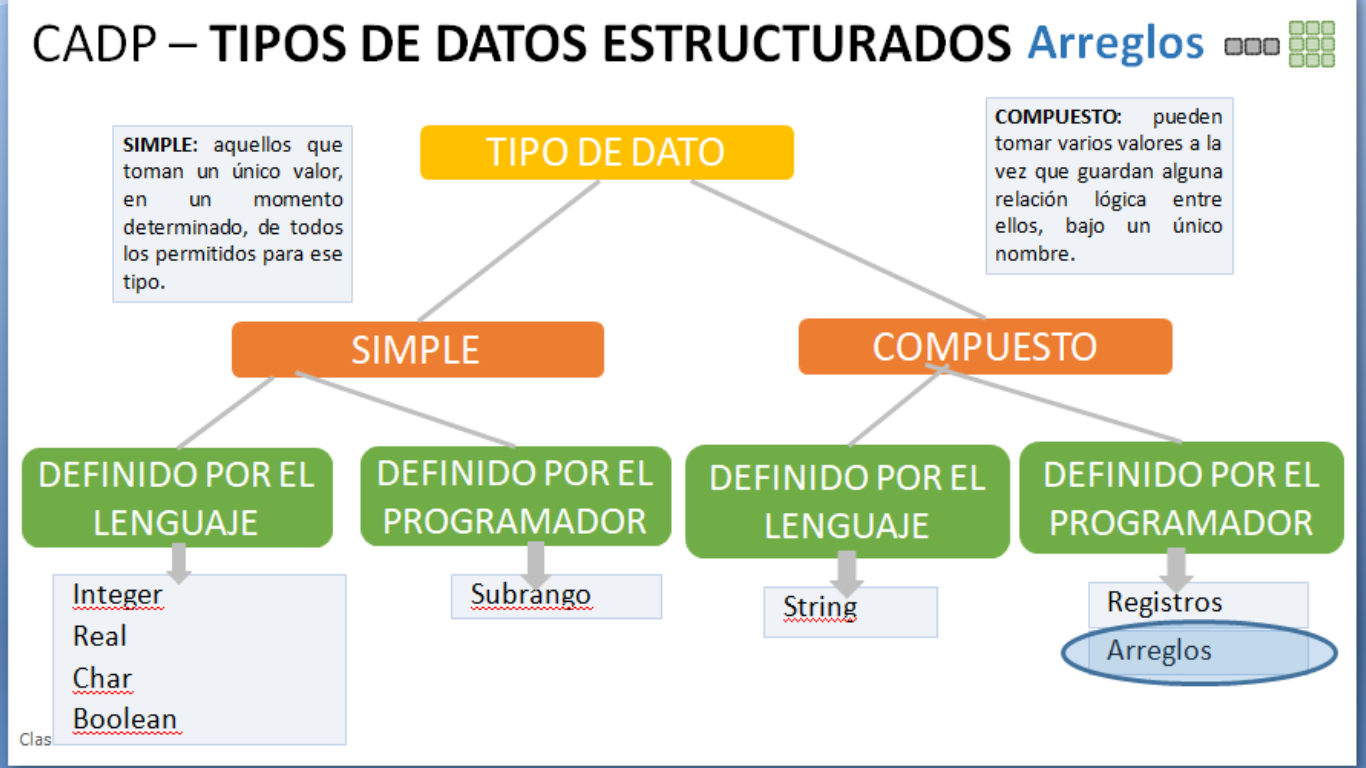 CADP – TIPOS DE DATOS ESTRUCTURADOS Arreglos
SIMPLE: aquellos que
toman un único valor,
en un momento
determinado, de todos
los permitidos para ese
tipo.
TIPO DE DATO
COMPUESTO: pueden
tomar varios valores a la
vez que guardan alguna
relación lógica entre
ellos, bajo un único
nombre.
SIMPLE
COMPUESTO
DEFINIDO POR EL
LENGUAJE
DEFINIDO POR EL
PROGRAMADOR
DEFINIDO POR EL
LENGUAJE
DEFINIDO POR EL
PROGRAMADOR
Integer
Real
Char
Boolean
Subrango
String
Registros
Arreglos
Clas